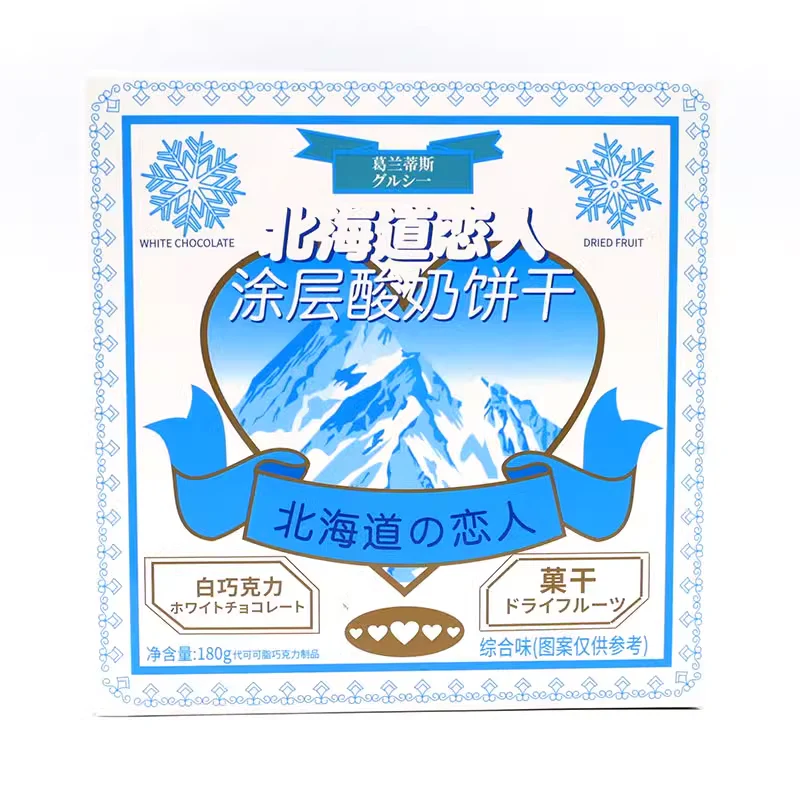 葛兰蒂斯
グルシー
WHITE CHOCOLATE
DRIED FRUIT
北海道恋人
涂层酸奶饼干
北海道の恋人
白巧克力
ホワイトチョコレート
菓干
ドライフルーツ
净含量:180g代可可脂巧克力制品
综合味(图案仅供参考)